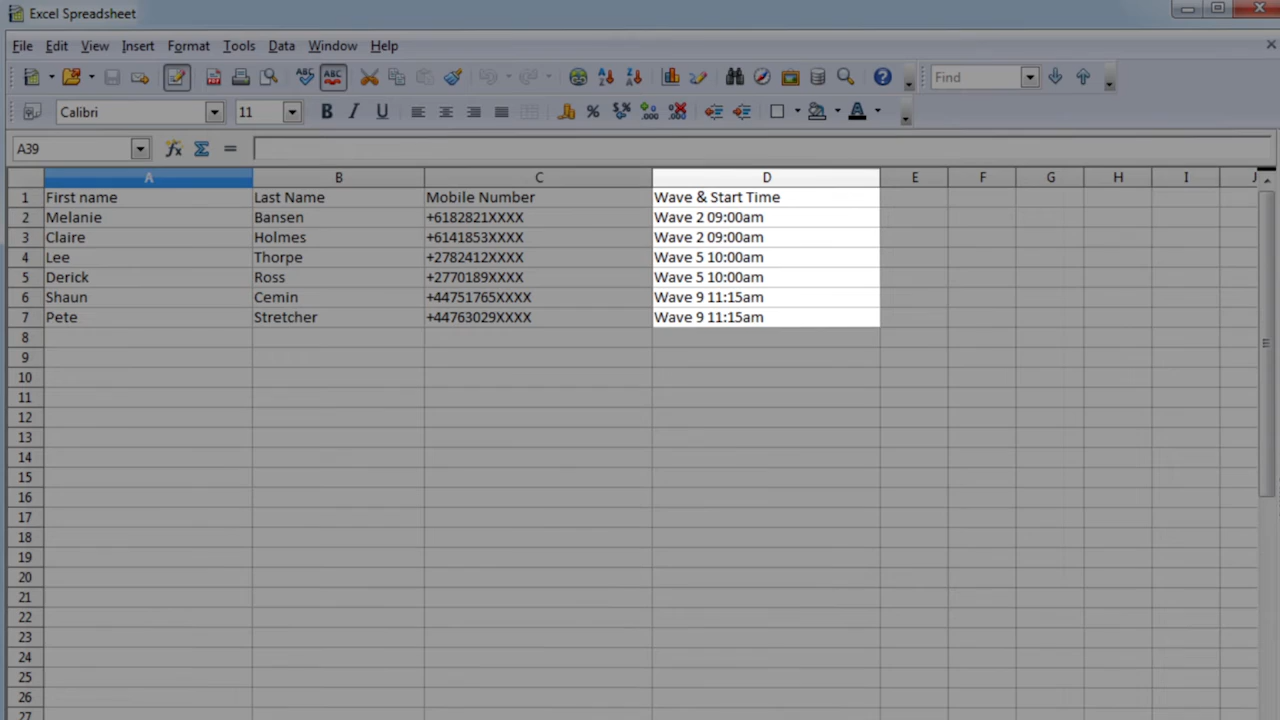 Excel Spreadsheet
File Edit View Insert Format Tools Data Window Help
ABC ABC Find
Calibri 11 B I U
A39
A B C D E F G H I J
1 First name Last Name Mobile Number Wave & Start Time
2 Melanie Bansen +6182821XXXX Wave 2 09:00am
3 Claire Holmes +6141853XXXX Wave 2 09:00am
4 Lee Thorpe +2782412XXXX Wave 5 10:00am
5 Derick Ross +2770189XXXX Wave 5 10:00am
6 Shaun Cemin +44751765XXXX Wave 9 11:15am
7 Pete Stretcher +44763029XXXX Wave 9 11:15am
8
9
10
11
12
13
14
15
16
17
18
19
20
21
22
23
24
25
26
27